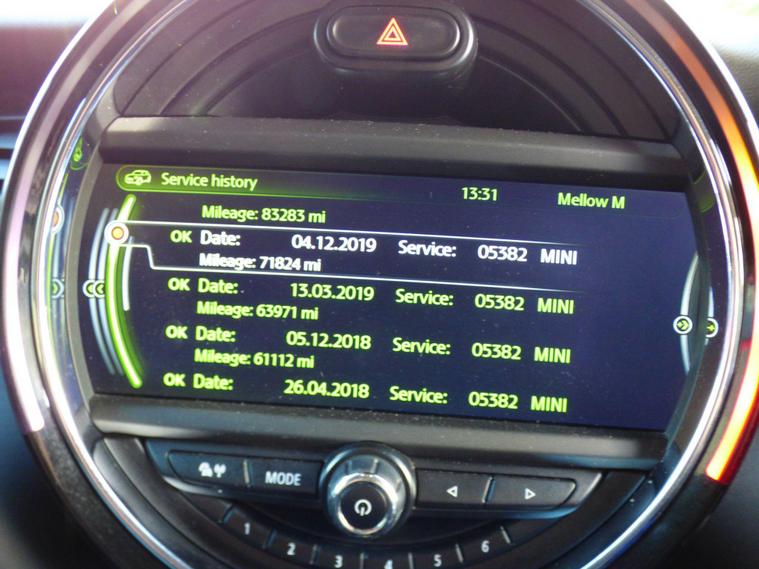 Service history 13:31 Mellow M
Mileage: 83283 mi
OK Date: 04.12.2019 Service: 05382 MINI
Mileage: 71824 mi
OK Date: 13.03.2019 Service: 05382 MINI
Mileage: 63971 mi
OK Date: 05.12.2018 Service: 05382 MINI
Mileage: 61112 mi
OK Date: 26.04.2018 Service: 05382 MINI
MODE
1 2 3 4 5 6